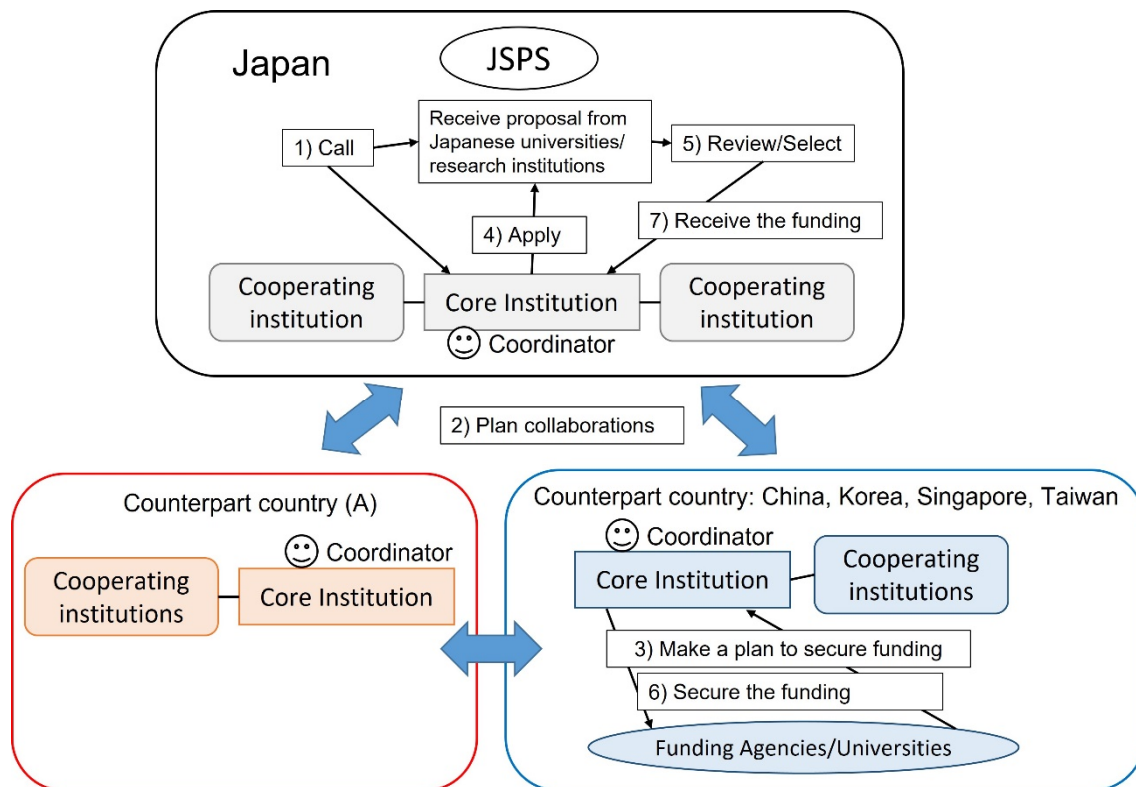 Japan
JSPS
Receive proposal from
Japanese universities/
research institutions
1) Call
5) Review/Select
4) Apply
7) Receive the funding
Cooperating
institution
Core Institution
Cooperating
institution
Coordinator
2) Plan collaborations
Counterpart country (A)
Coordinator
Cooperating
institutions
Core Institution
Counterpart country: China, Korea, Singapore, Taiwan
Coordinator
Core Institution
Cooperating
institutions
3) Make a plan to secure funding
6) Secure the funding
Funding Agencies/Universities